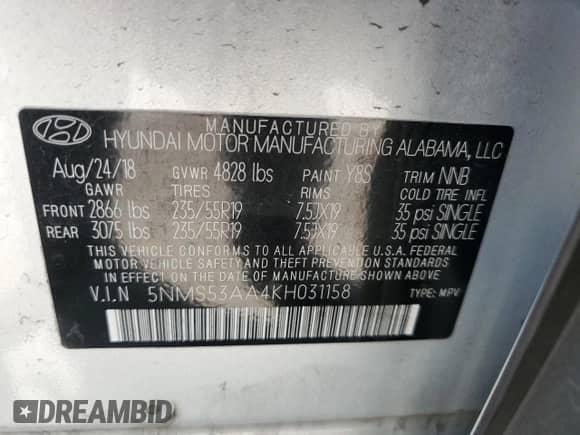 MANUFACTURED BY
HYUNDAI MOTOR MANUFACTURING ALABAMA, LLC
Aug/24/18 GVWR 4828 lbs PAINT Y8S TRIM NNB
GAWR TIRES RIMS COLD TIRE INFL
FRONT 2866 lbs 235/55R19 7.5JX19 35 psi SINGLE
REAR 3075 lbs 235/55R19 7.5JX19 35 psi SINGLE
THIS VEHICLE CONFORMS TO ALL APPLICABLE U.S.A. FEDERAL
MOTOR VEHICLE SAFETY AND THEFT PREVENTION STANDARDS
IN EFFECT ON THE DATE OF MANUFACTURE SHOWN ABOVE.
V.I.N 5NMS53AA4KH031158 TYPE: MPV
DREAMBID